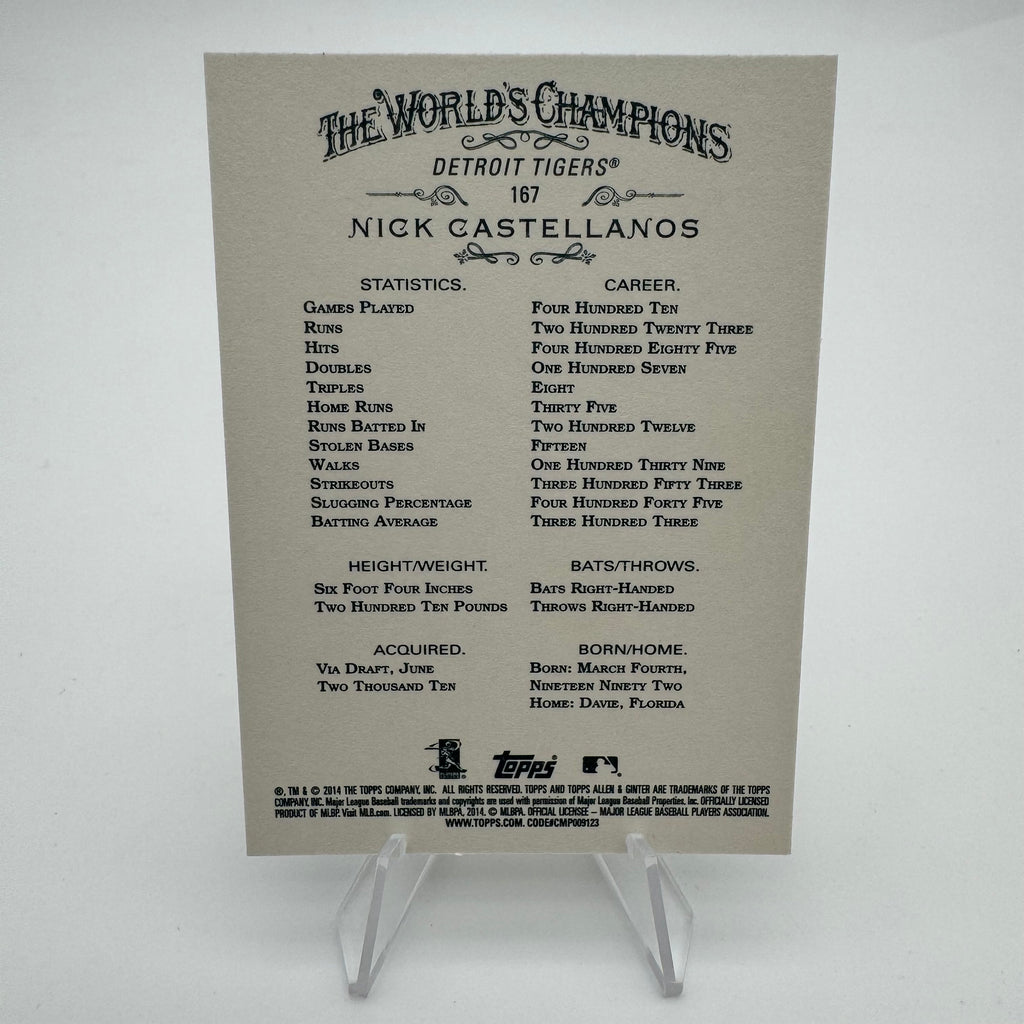 THE WORLD'S CHAMPIONS
DETROIT TIGERS®
167
NICK CASTELLANOS
STATISTICS. CAREER.
GAMES PLAYED FOUR HUNDRED TEN
RUNS TWO HUNDRED TWENTY THREE
HITS FOUR HUNDRED EIGHTY FIVE
DOUBLES ONE HUNDRED SEVEN
TRIPLES EIGHT
HOME RUNS THIRTY FIVE
RUNS BATTED IN TWO HUNDRED TWELVE
STOLEN BASES FIFTEEN
WALKS ONE HUNDRED THIRTY NINE
STRIKEOUTS THREE HUNDRED FIFTY THREE
SLUGGING PERCENTAGE FOUR HUNDRED FORTY FIVE
BATTING AVERAGE THREE HUNDRED THREE
HEIGHT/WEIGHT. BATS/THROWS.
SIX FOOT FOUR INCHES BATS RIGHT-HANDED
TWO HUNDRED TEN POUNDS THROWS RIGHT-HANDED
ACQUIRED. BORN/HOME.
VIA DRAFT, JUNE BORN: MARCH FOURTH,
TWO THOUSAND TEN NINETEEN NINETY TWO
HOME: DAVIE, FLORIDA
Topps®
®, TM & © 2014 THE TOPPS COMPANY, INC. ALL RIGHTS RESERVED. TOPPS AND TOPPS ALLEN & GINTER ARE TRADEMARKS OF THE TOPPS
COMPANY, INC. Major League Baseball trademarks and copyrights are used with permission of Major League Baseball Properties, Inc. OFFICIALLY LICENSED
PRODUCT OF MLBP. Visit MLB.com. LICENSED BY MLBPA, 2014. © MLBPA. OFFICIAL LICENSEE – MAJOR LEAGUE BASEBALL PLAYERS ASSOCIATION.
WWW.TOPPS.COM. CODE#CMP009123